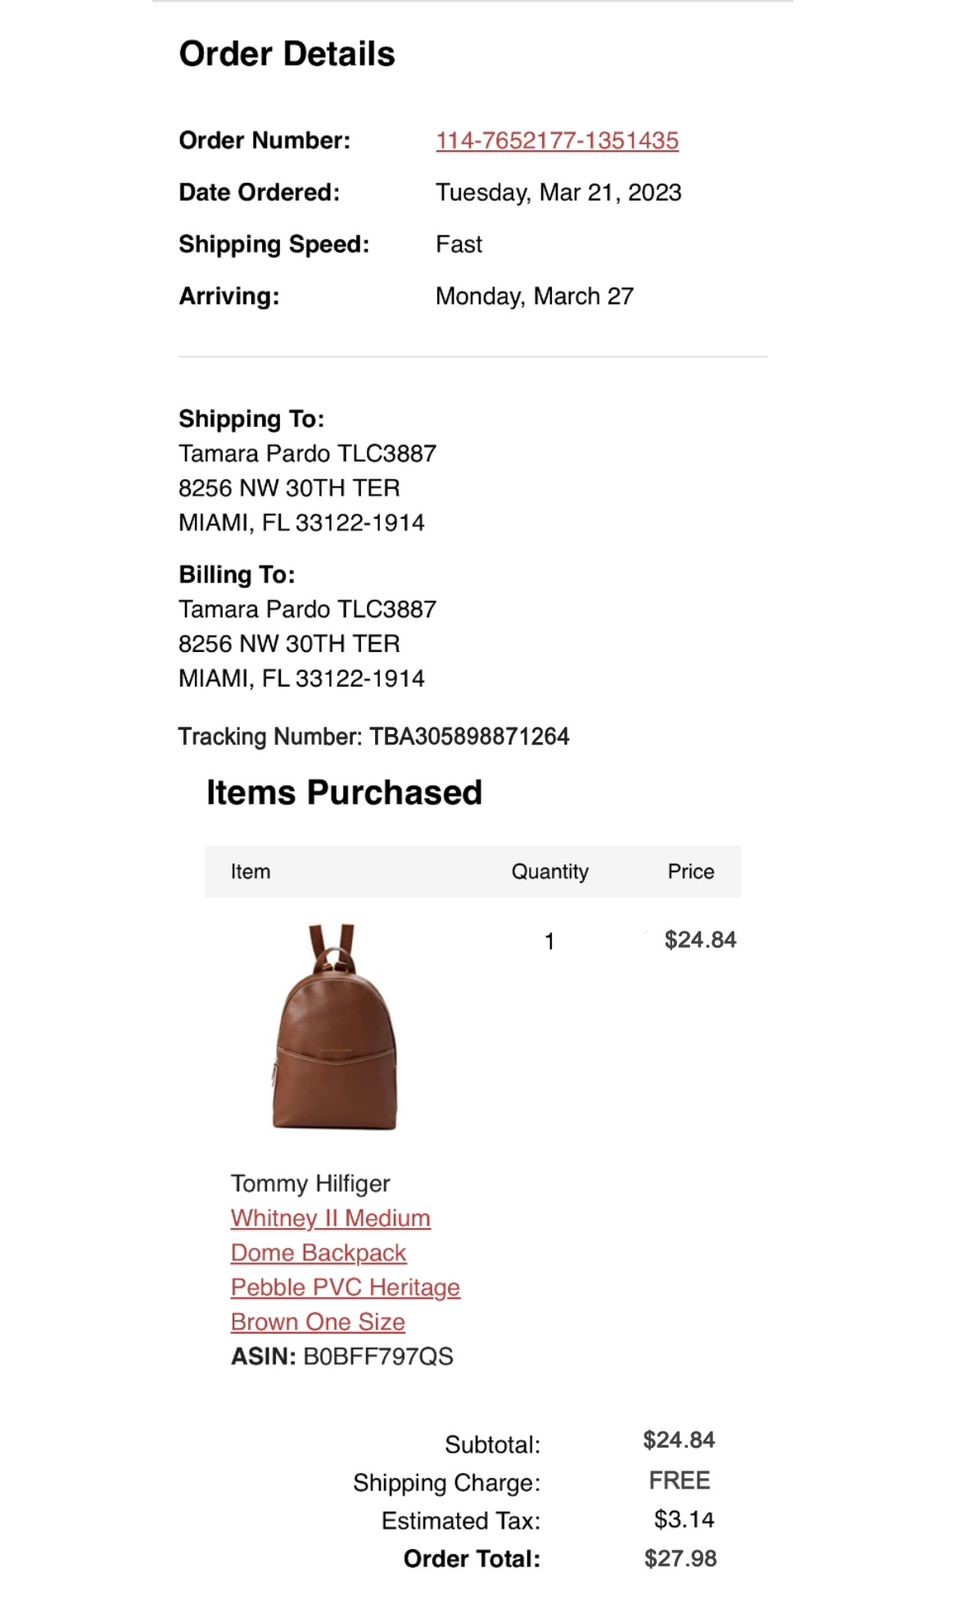 Order Details
Order Number: 114-7652177-1351435
Date Ordered: Tuesday, Mar 21, 2023
Shipping Speed: Fast
Arriving: Monday, March 27
Shipping To:
Tamara Pardo TLC3887
8256 NW 30TH TER
MIAMI, FL 33122-1914
Billing To:
Tamara Pardo TLC3887
8256 NW 30TH TER
MIAMI, FL 33122-1914
Tracking Number: TBA305898871264
Items Purchased
Item Quantity Price
1 $24.84
Tommy Hilfiger
Whitney II Medium
Dome Backpack
Pebble PVC Heritage
Brown One Size
ASIN: B0BFF797QS
Subtotal: $24.84
Shipping Charge: FREE
Estimated Tax: $3.14
Order Total: $27.98